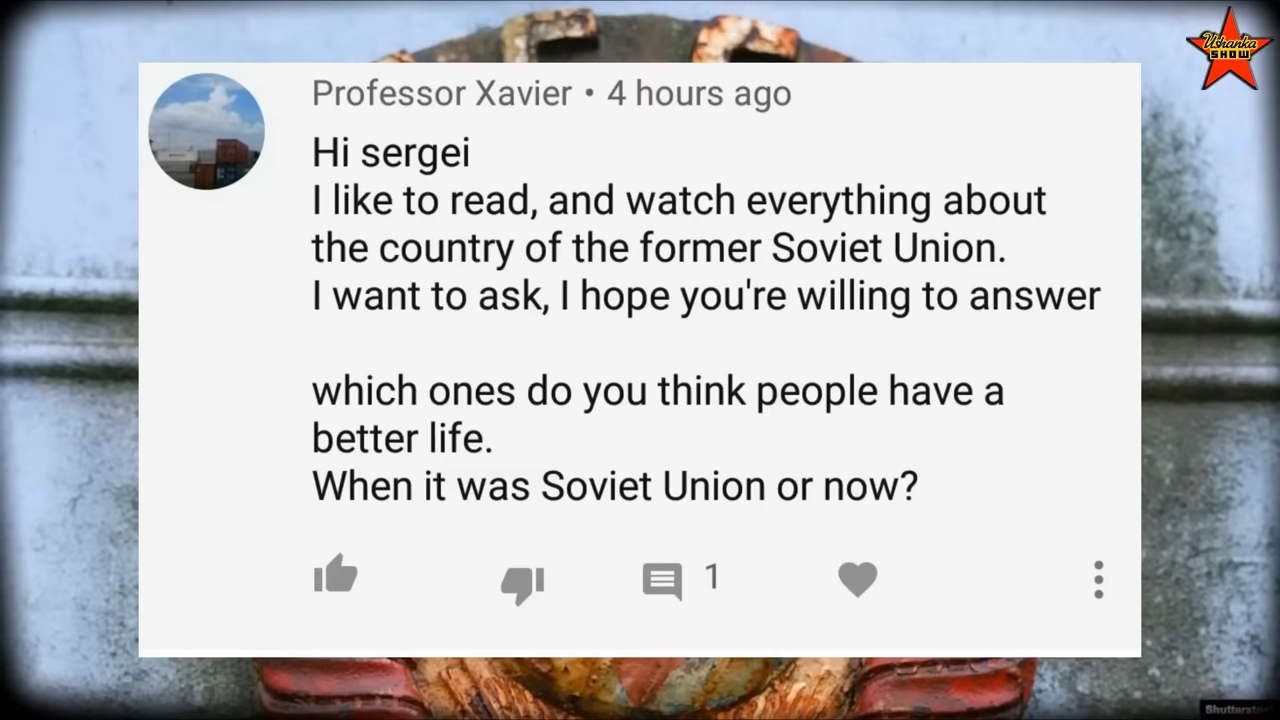 Ushanka
SHOW
Professor Xavier • 4 hours ago
Hi sergei
I like to read, and watch everything about
the country of the former Soviet Union.
I want to ask, I hope you're willing to answer
which ones do you think people have a
better life.
When it was Soviet Union or now?
1